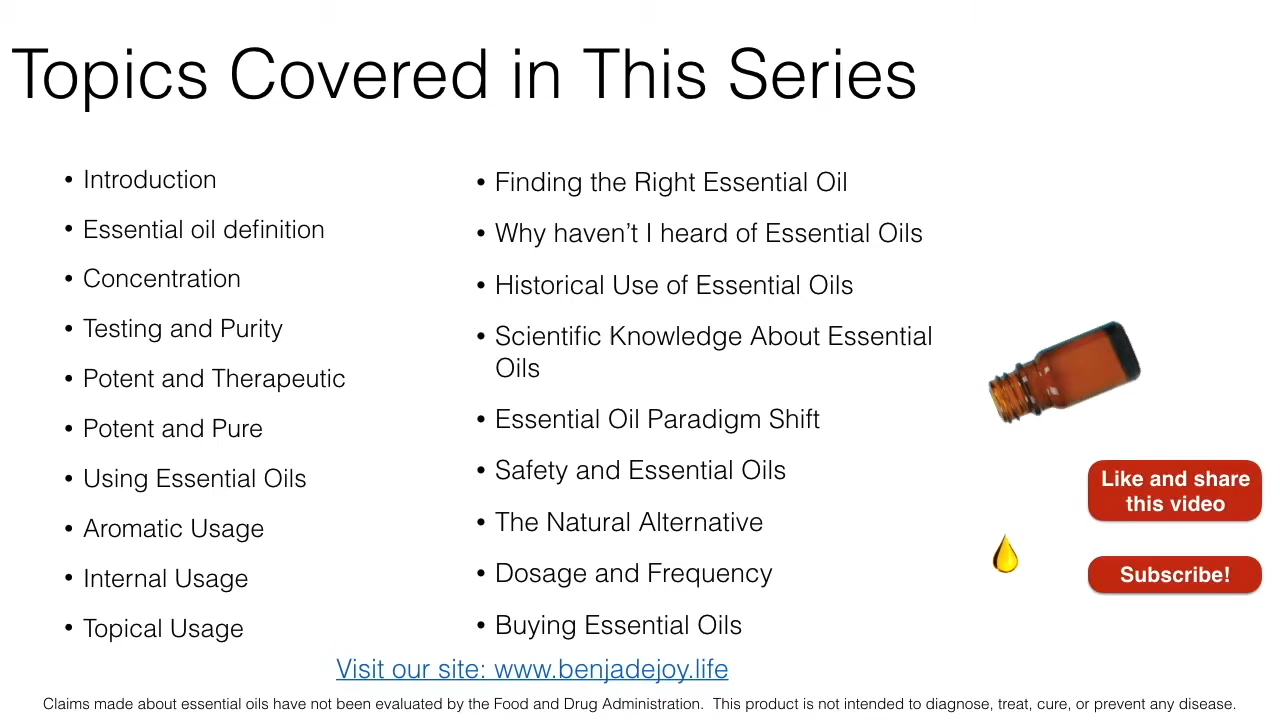 Topics Covered in This Series
• Introduction
• Essential oil definition
• Concentration
• Testing and Purity
• Potent and Therapeutic
• Potent and Pure
• Using Essential Oils
• Aromatic Usage
• Internal Usage
• Topical Usage
• Finding the Right Essential Oil
• Why haven’t I heard of Essential Oils
• Historical Use of Essential Oils
• Scientific Knowledge About Essential
Oils
• Essential Oil Paradigm Shift
• Safety and Essential Oils
• The Natural Alternative
• Dosage and Frequency
• Buying Essential Oils
Like and share
this video
Subscribe!
Visit our site: www.benjadejoy.life
Claims made about essential oils have not been evaluated by the Food and Drug Administration.  This product is not intended to diagnose, treat, cure, or prevent any disease.